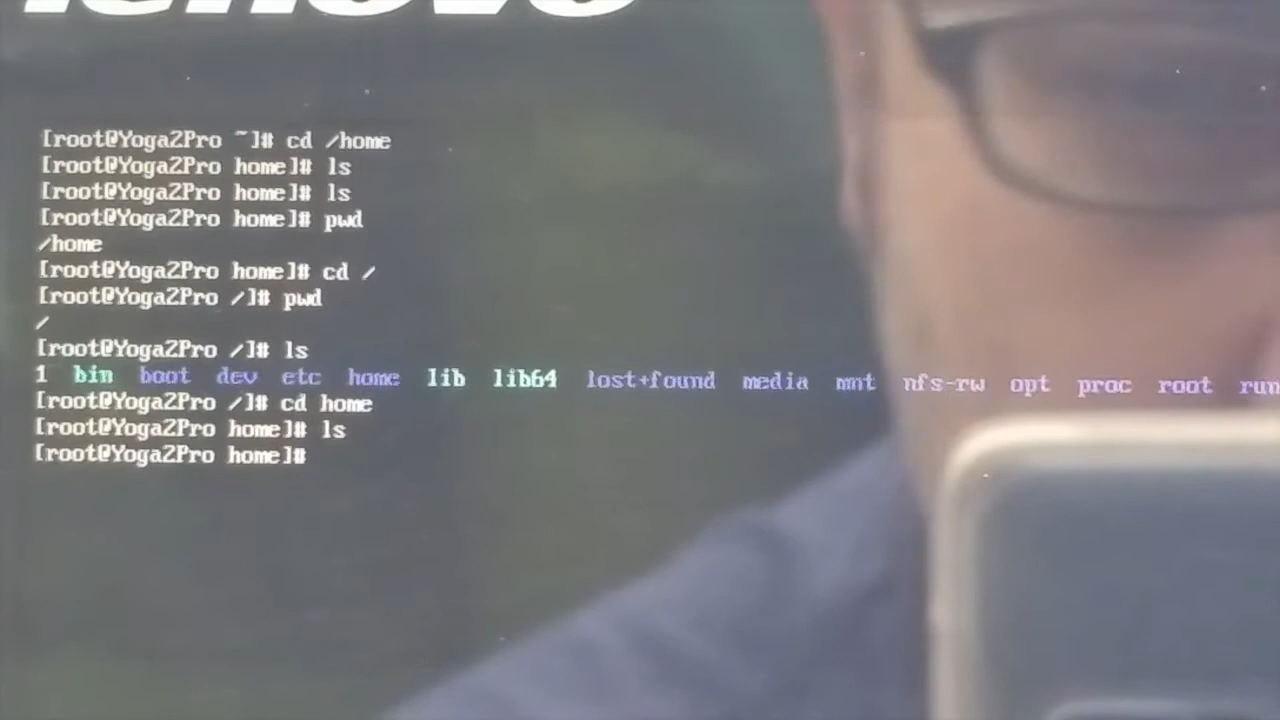 lenovo
[root@Yoga2Pro ~]# cd /home
[root@Yoga2Pro home]# ls
[root@Yoga2Pro home]# ls
[root@Yoga2Pro home]# pwd
/home
[root@Yoga2Pro home]# cd /
[root@Yoga2Pro /]# pwd
/
[root@Yoga2Pro /]# ls
1 bin boot dev etc home lib lib64 lost+found media mnt nfs-rw opt proc root run
[root@Yoga2Pro /]# cd home
[root@Yoga2Pro home]# ls
[root@Yoga2Pro home]#